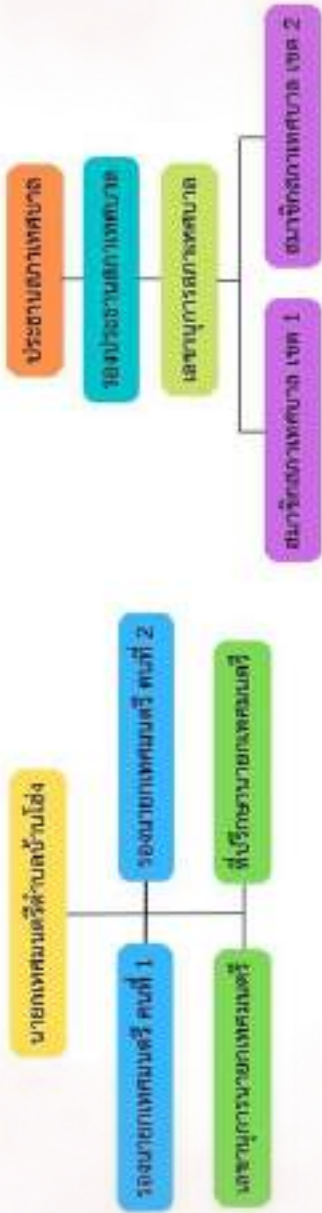 นายกเทศมนตรีตำบลบ้านโฮ่ง
รองนายกเทศมนตรี คนที่ 1
รองนายกเทศมนตรี คนที่ 2
เลขานุการนายกเทศมนตรี
ที่ปรึกษานายกเทศมนตรี
ประธานสภาเทศบาล
รองประธานสภาเทศบาล
เลขานุการสภาเทศบาล
สมาชิกสภาเทศบาล เขต 1
สมาชิกสภาเทศบาล เขต 2